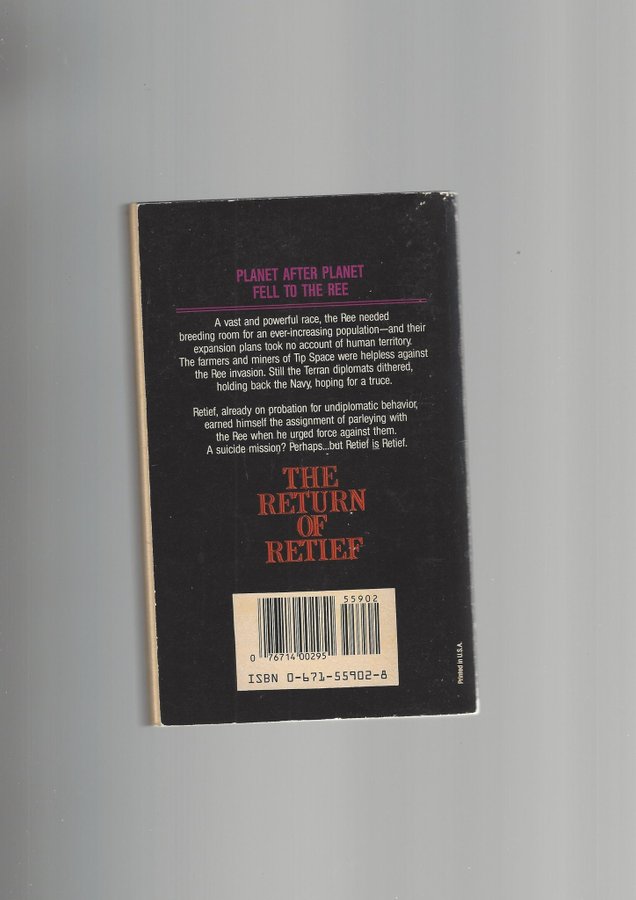 PLANET AFTER PLANET
FELL TO THE REE
A vast and powerful race, the Ree needed
breeding room for an ever-increasing population—and their
expansion plans took no account of human territory.
The farmers and miners of Tip Space were helpless against
the Ree invasion. Still the Terran diplomats dithered,
holding back the Navy, hoping for a truce.
Retief, already on probation for undiplomatic behavior,
earned himself the assignment of parleying with
the Ree when he urged force against them.
A suicide mission? Perhaps...but Retief is Retief.
THE
RETURN
OF
RETIEF
55902
0 76714 00295
ISBN 0-671-55902-8
Printed in U.S.A.